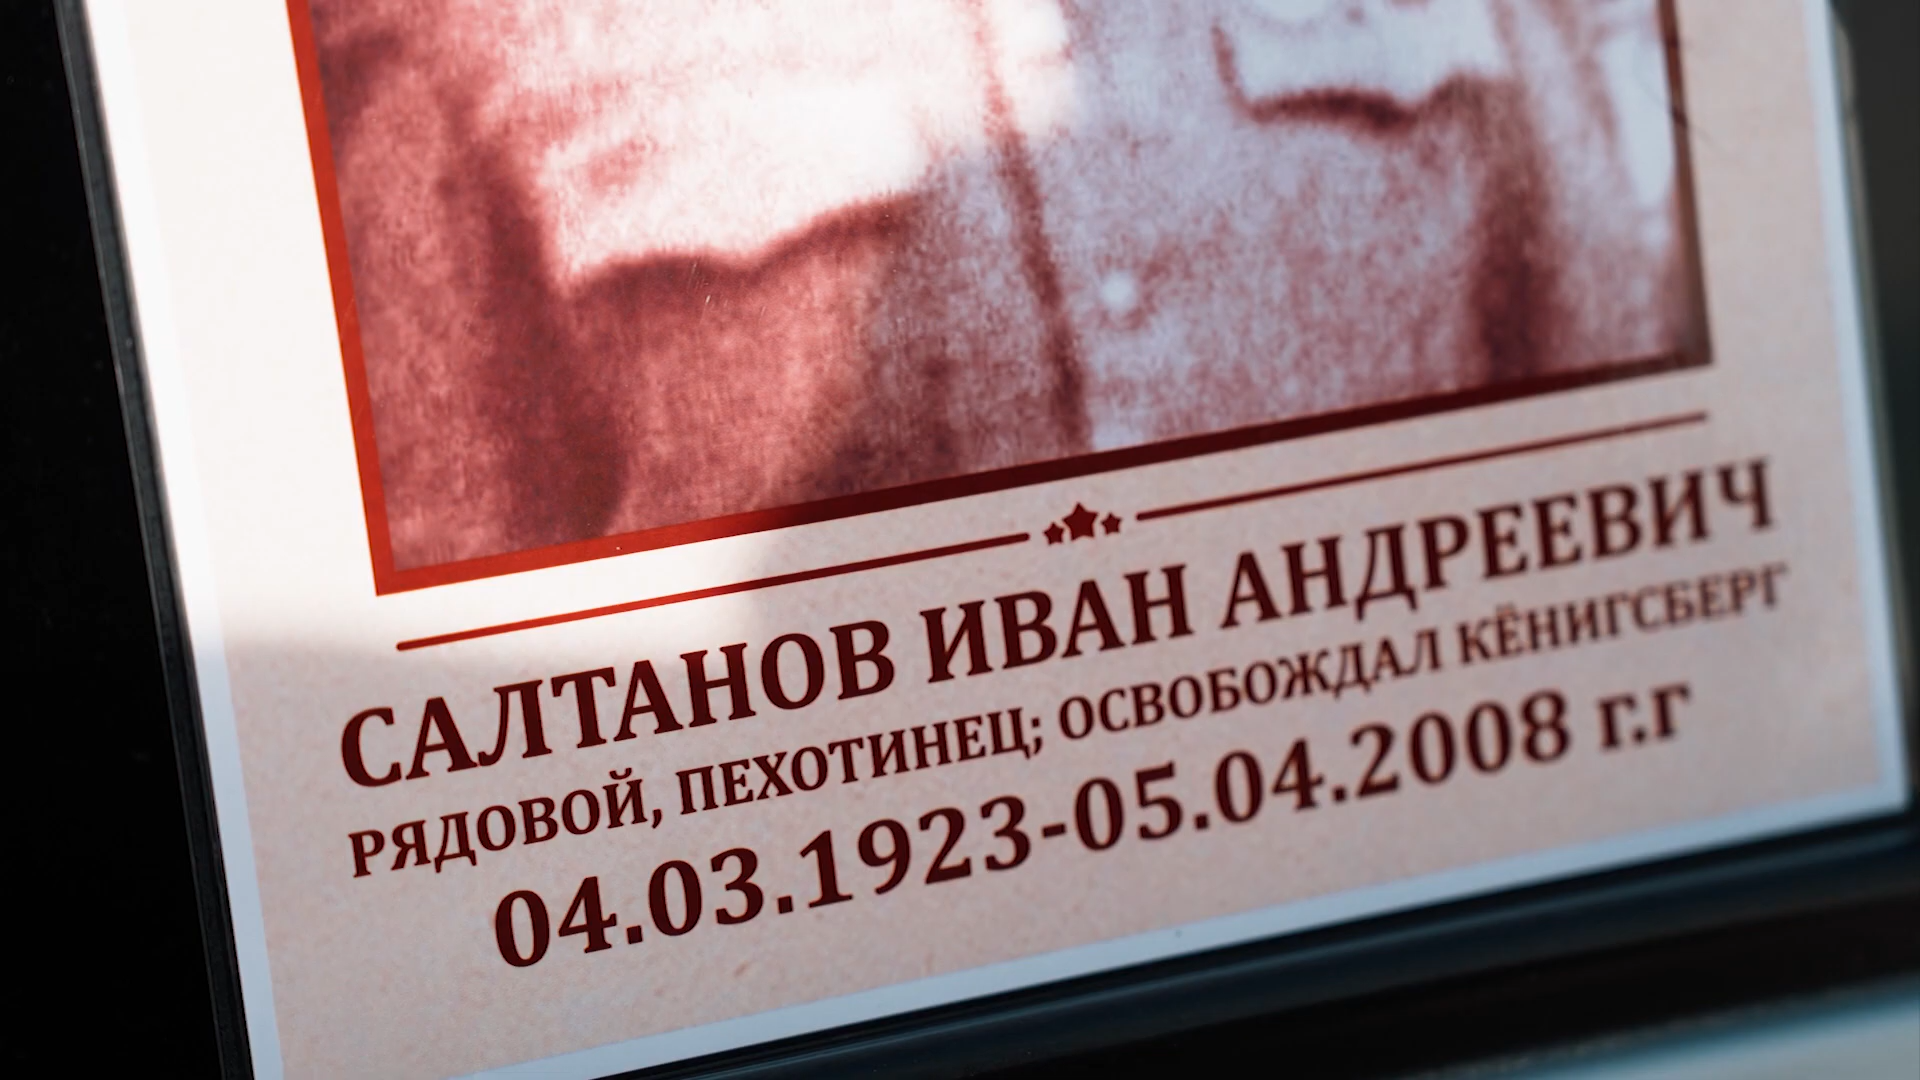 САЛТАНОВ ИВАН АНДРЕЕВИЧ
РЯДОВОЙ, ПЕХОТИНЕЦ; ОСВОБОЖДАЛ КЁНИГСБЕРГ
04.03.1923-05.04.2008 г.г